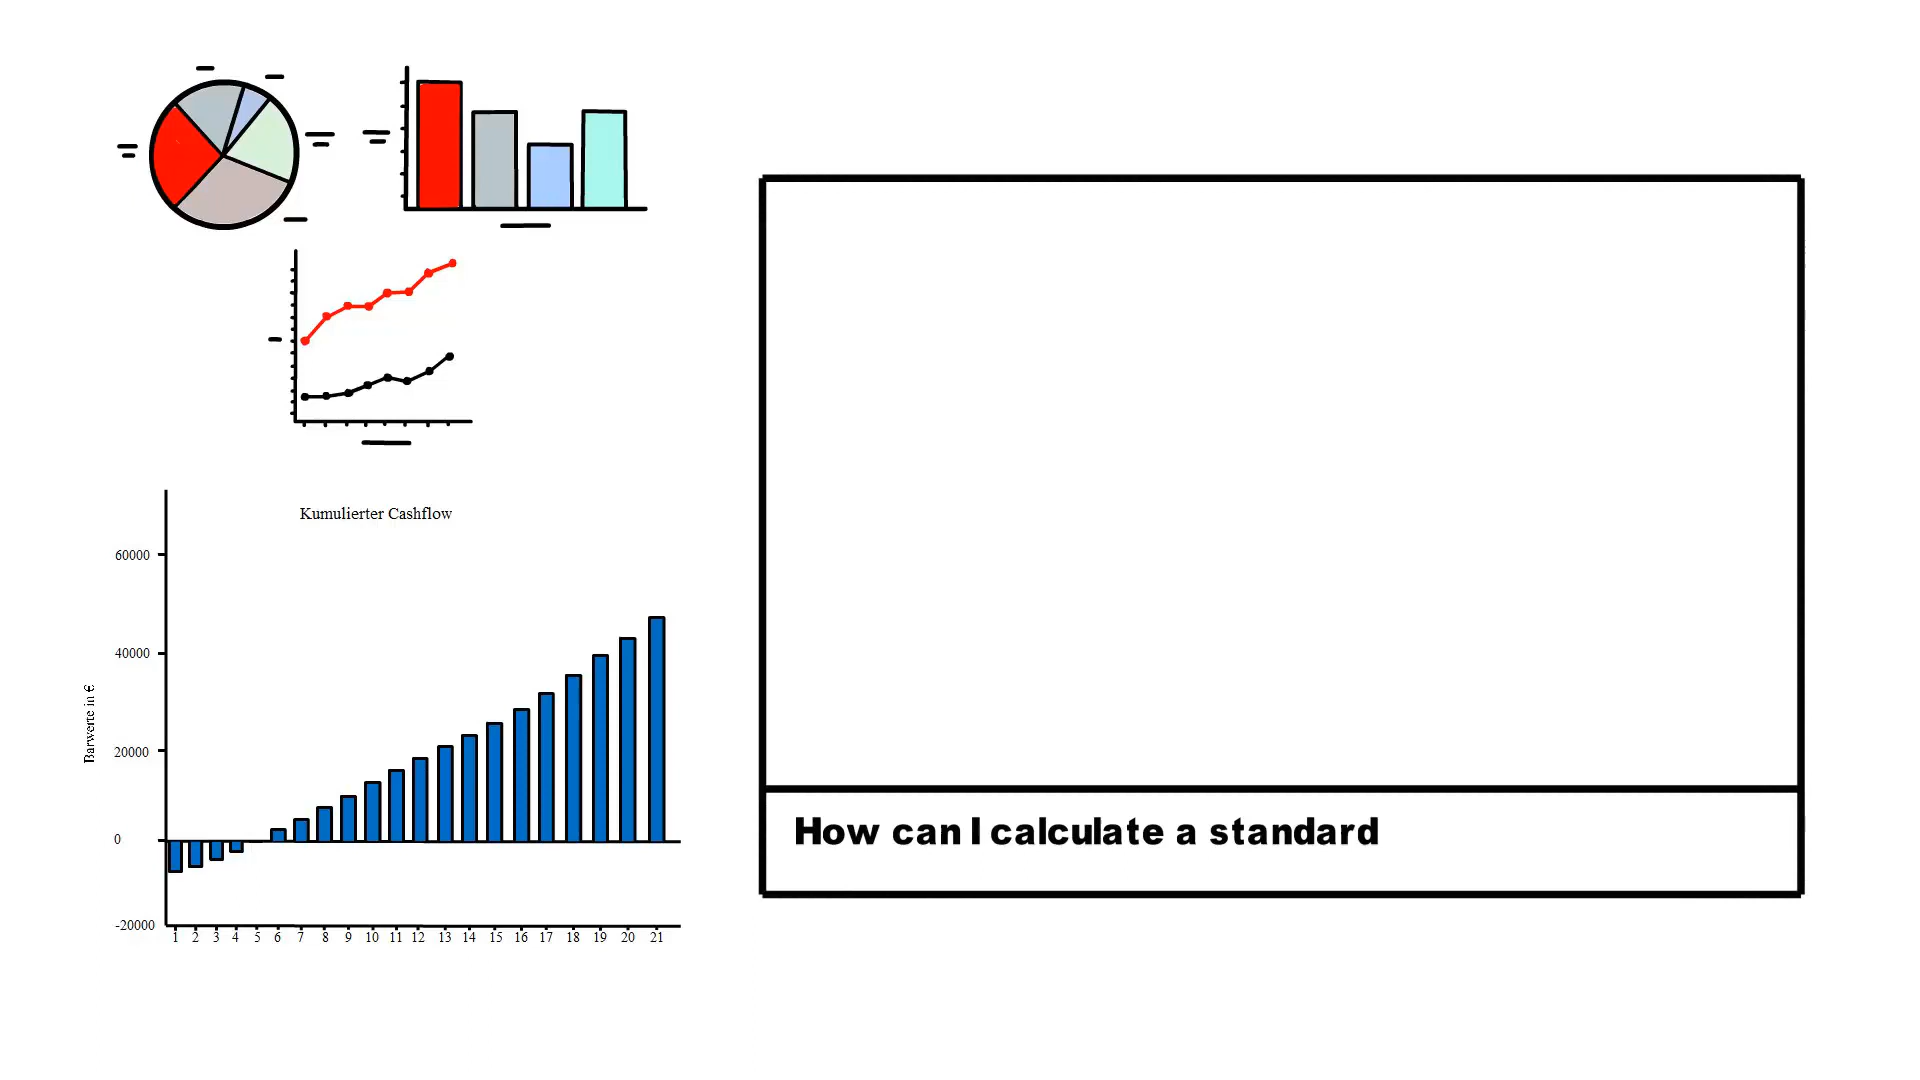 Kumulierter Cashflow
60000
40000
20000
0
-20000
Barwerte in €
1 2 3 4 5 6 7 8 9 10 11 12 13 14 15 16 17 18 19 20 21
How can I calculate a standard